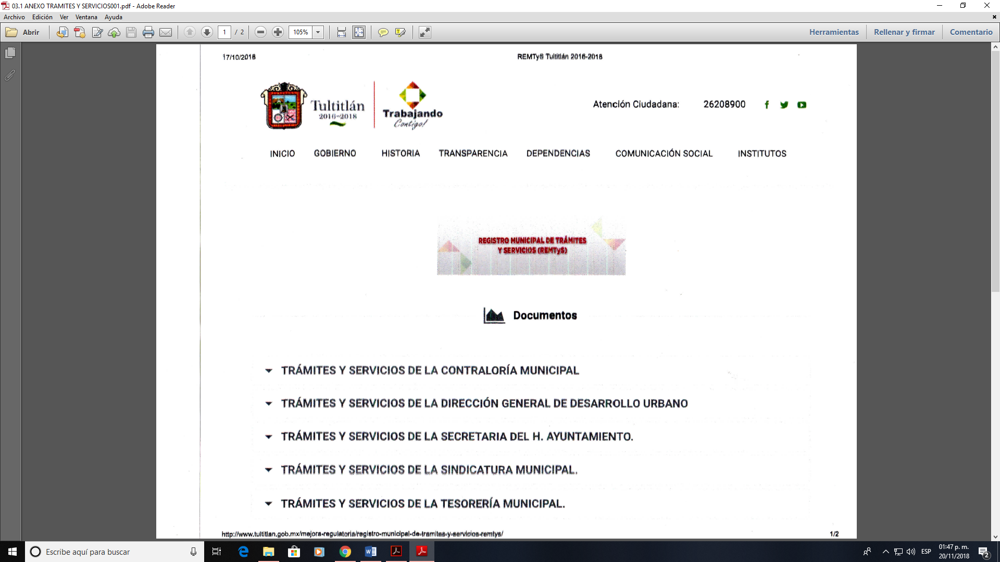 03.1 ANEXO TRAMITES Y SERVICIOS001.pdf - Adobe Reader
Archivo Edición Ver Ventana Ayuda
Abrir 1 / 2 105% Herramientas Rellenar y firmar Comentario
17/10/2018 REMTyS Tultitlán 2016-2018
Tultitlán
2016-2018
Trabajando
Contigo!
Atención Ciudadana: 26208900
INICIO GOBIERNO HISTORIA TRANSPARENCIA DEPENDENCIAS COMUNICACIÓN SOCIAL INSTITUTOS
REGISTRO MUNICIPAL DE TRÁMITES
Y SERVICIOS (REMTyS)
Documentos
TRÁMITES Y SERVICIOS DE LA CONTRALORÍA MUNICIPAL
TRÁMITES Y SERVICIOS DE LA DIRECCIÓN GENERAL DE DESARROLLO URBANO
TRÁMITES Y SERVICIOS DE LA SECRETARIA DEL H. AYUNTAMIENTO.
TRÁMITES Y SERVICIOS DE LA SINDICATURA MUNICIPAL.
TRÁMITES Y SERVICIOS DE LA TESORERÍA MUNICIPAL.
http://www.tultitlan.gob.mx/mejora-regulatoria/registro-municipal-de-tramites-y-servicios-remtys/ 1/2
Escribe aquí para buscar
ESP
01:47 p. m.
20/11/2018
2